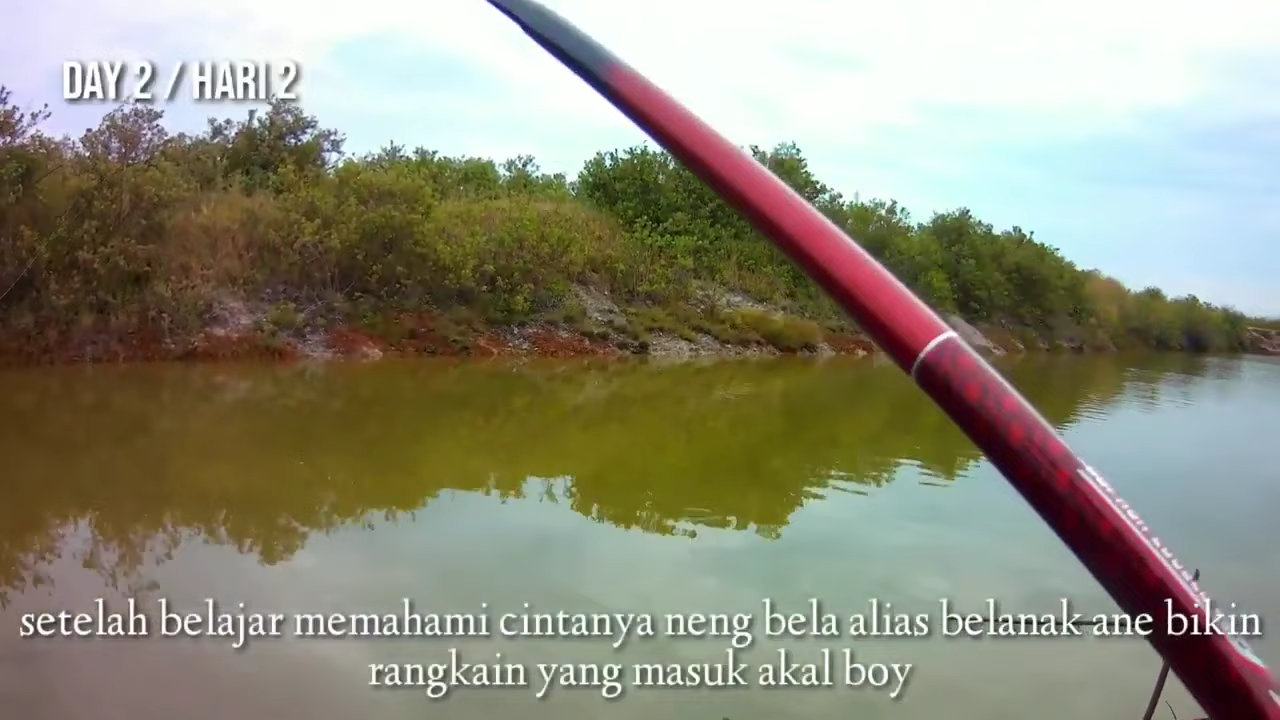 DAY 2 / HARI 2
setelah belajar memahami cintanya neng bela alias belanak ane bikin
rangkain yang masuk akal boy